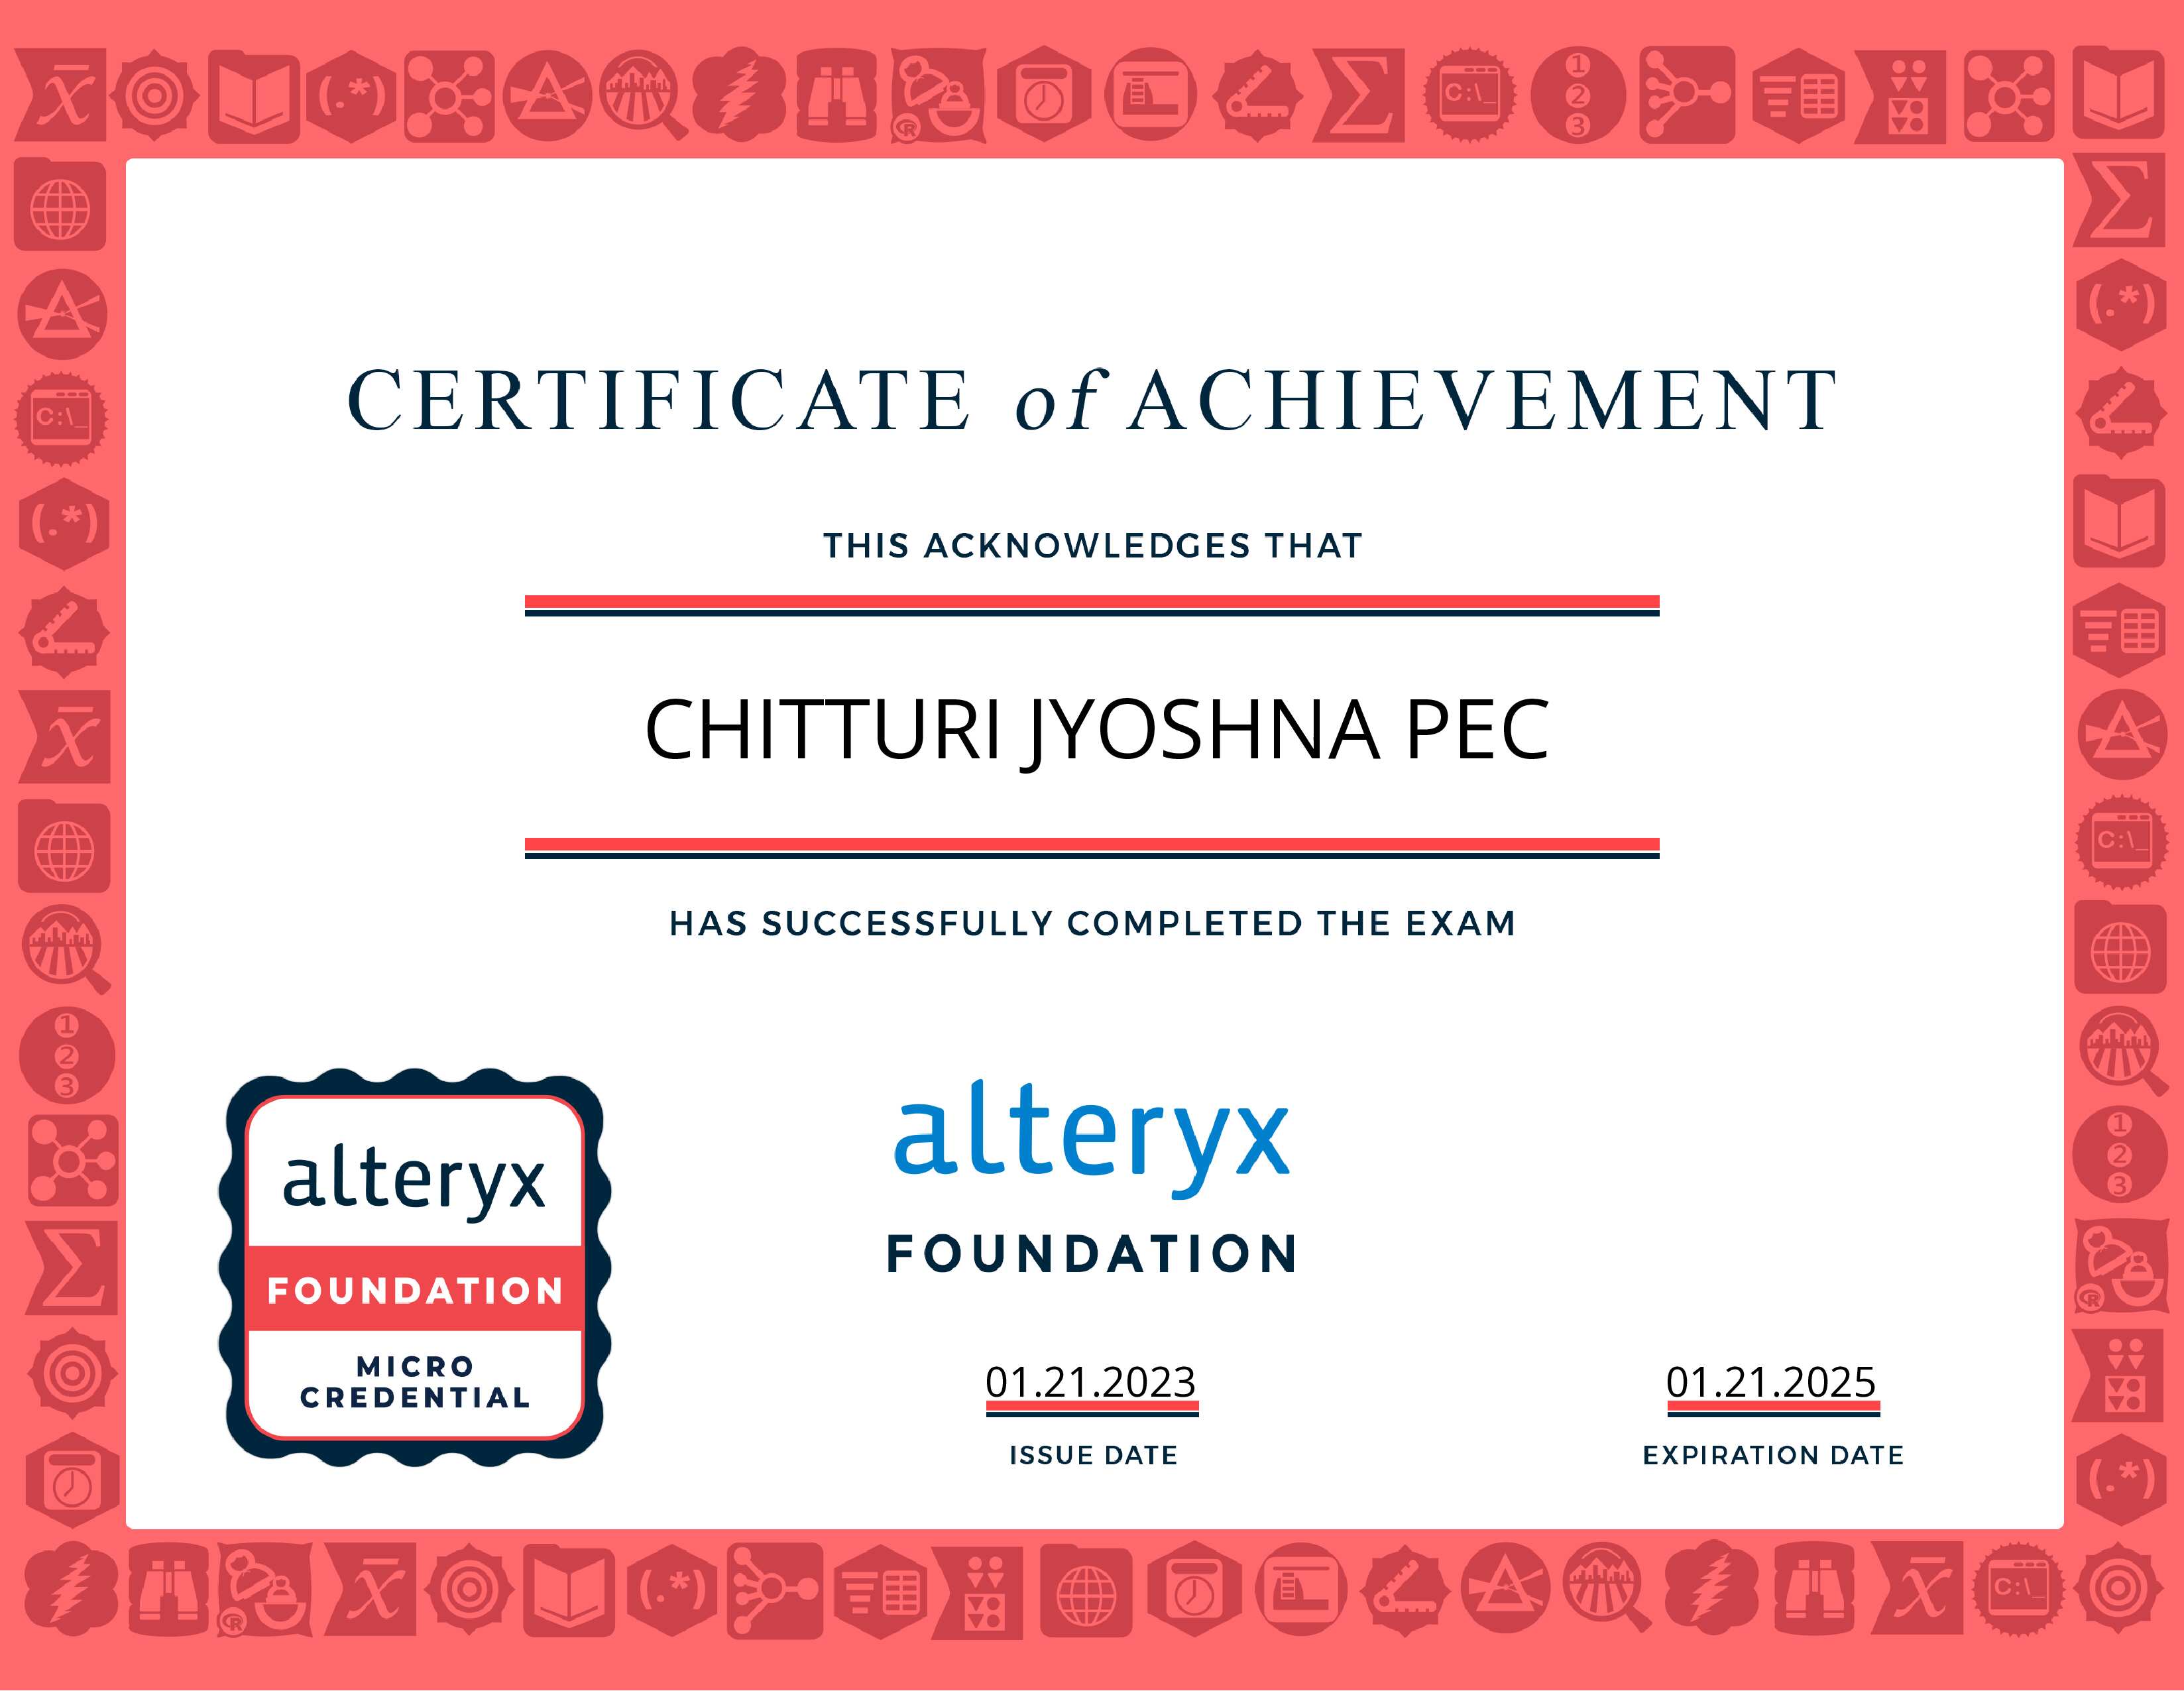 CERTIFICATE of ACHIEVEMENT
THIS ACKNOWLEDGES THAT
CHITTURI JYOSHNA PEC
HAS SUCCESSFULLY COMPLETED THE EXAM
alteryx
FOUNDATION
MICRO
CREDENTIAL
alteryx
FOUNDATION
01.21.2023
ISSUE DATE
01.21.2025
EXPIRATION DATE